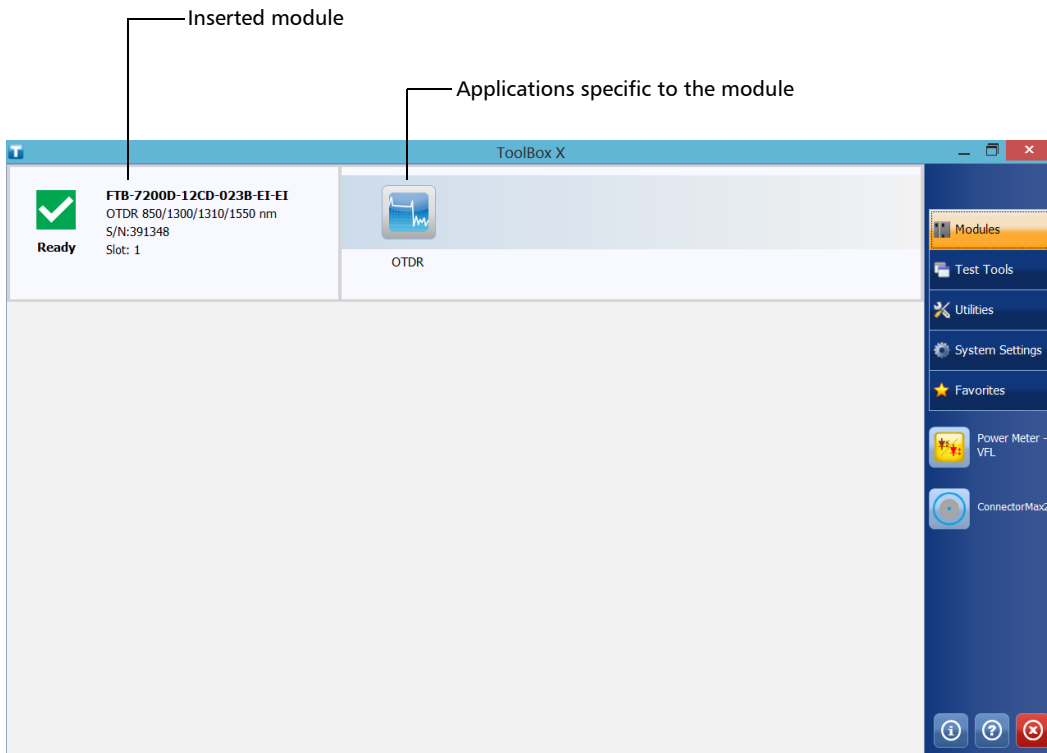 Inserted module
Applications specific to the module
T
ToolBox X
FTB-7200D-12CD-023B-EI-EI
OTDR 850/1300/1310/1550 nm
S/N:391348
Slot: 1
Ready
OTDR
Modules
Test Tools
Utilities
System Settings
Favorites
Power Meter -
VFL
ConnectorMax2